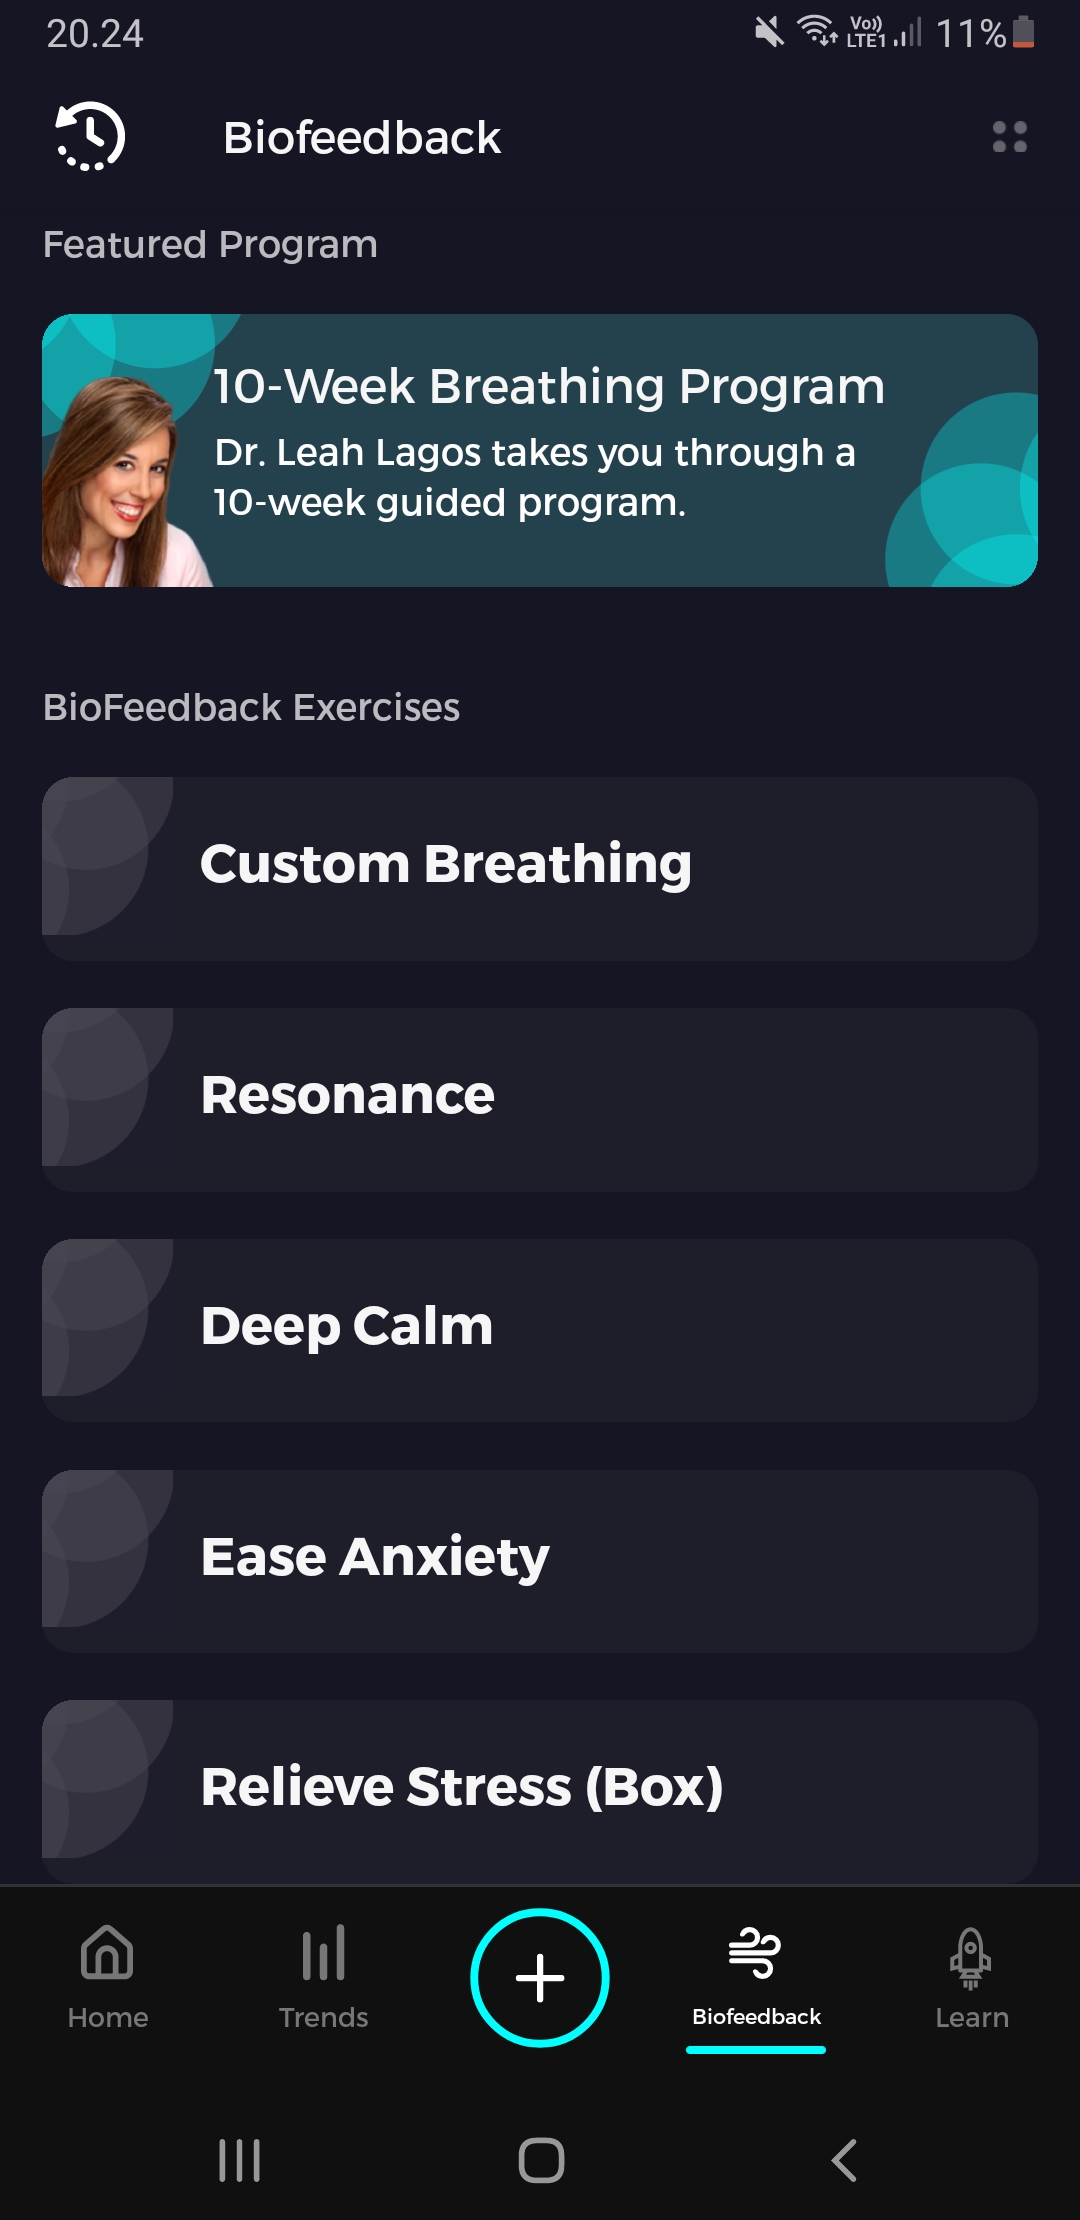 20.24
Vo)) LTE1
11%
Biofeedback
Featured Program
10-Week Breathing Program
Dr. Leah Lagos takes you through a
10-week guided program.
BioFeedback Exercises
Custom Breathing
Resonance
Deep Calm
Ease Anxiety
Relieve Stress (Box)
Home
Trends
Biofeedback
Learn